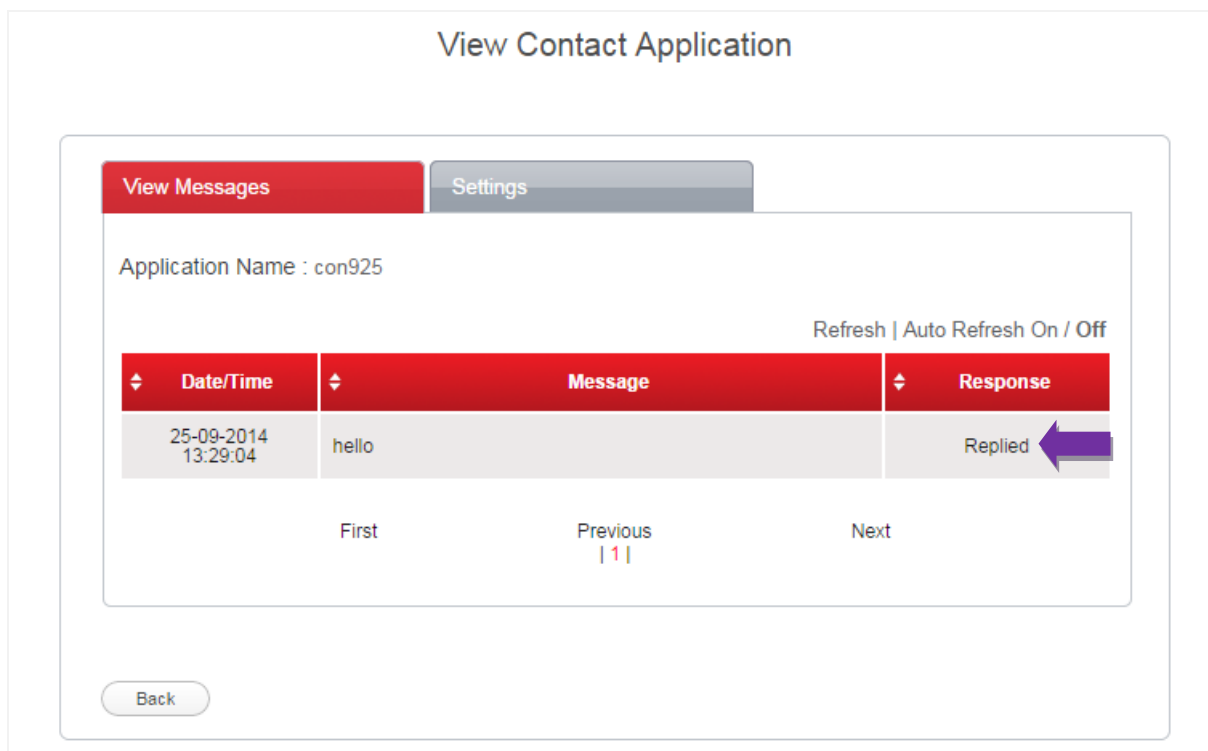 View Contact Application
View Messages
Settings
Application Name : con925
Refresh | Auto Refresh On / Off
Date/Time
Message
Response
25-09-2014
13:29:04
hello
Replied
First
Previous
Next
| 1 |
Back